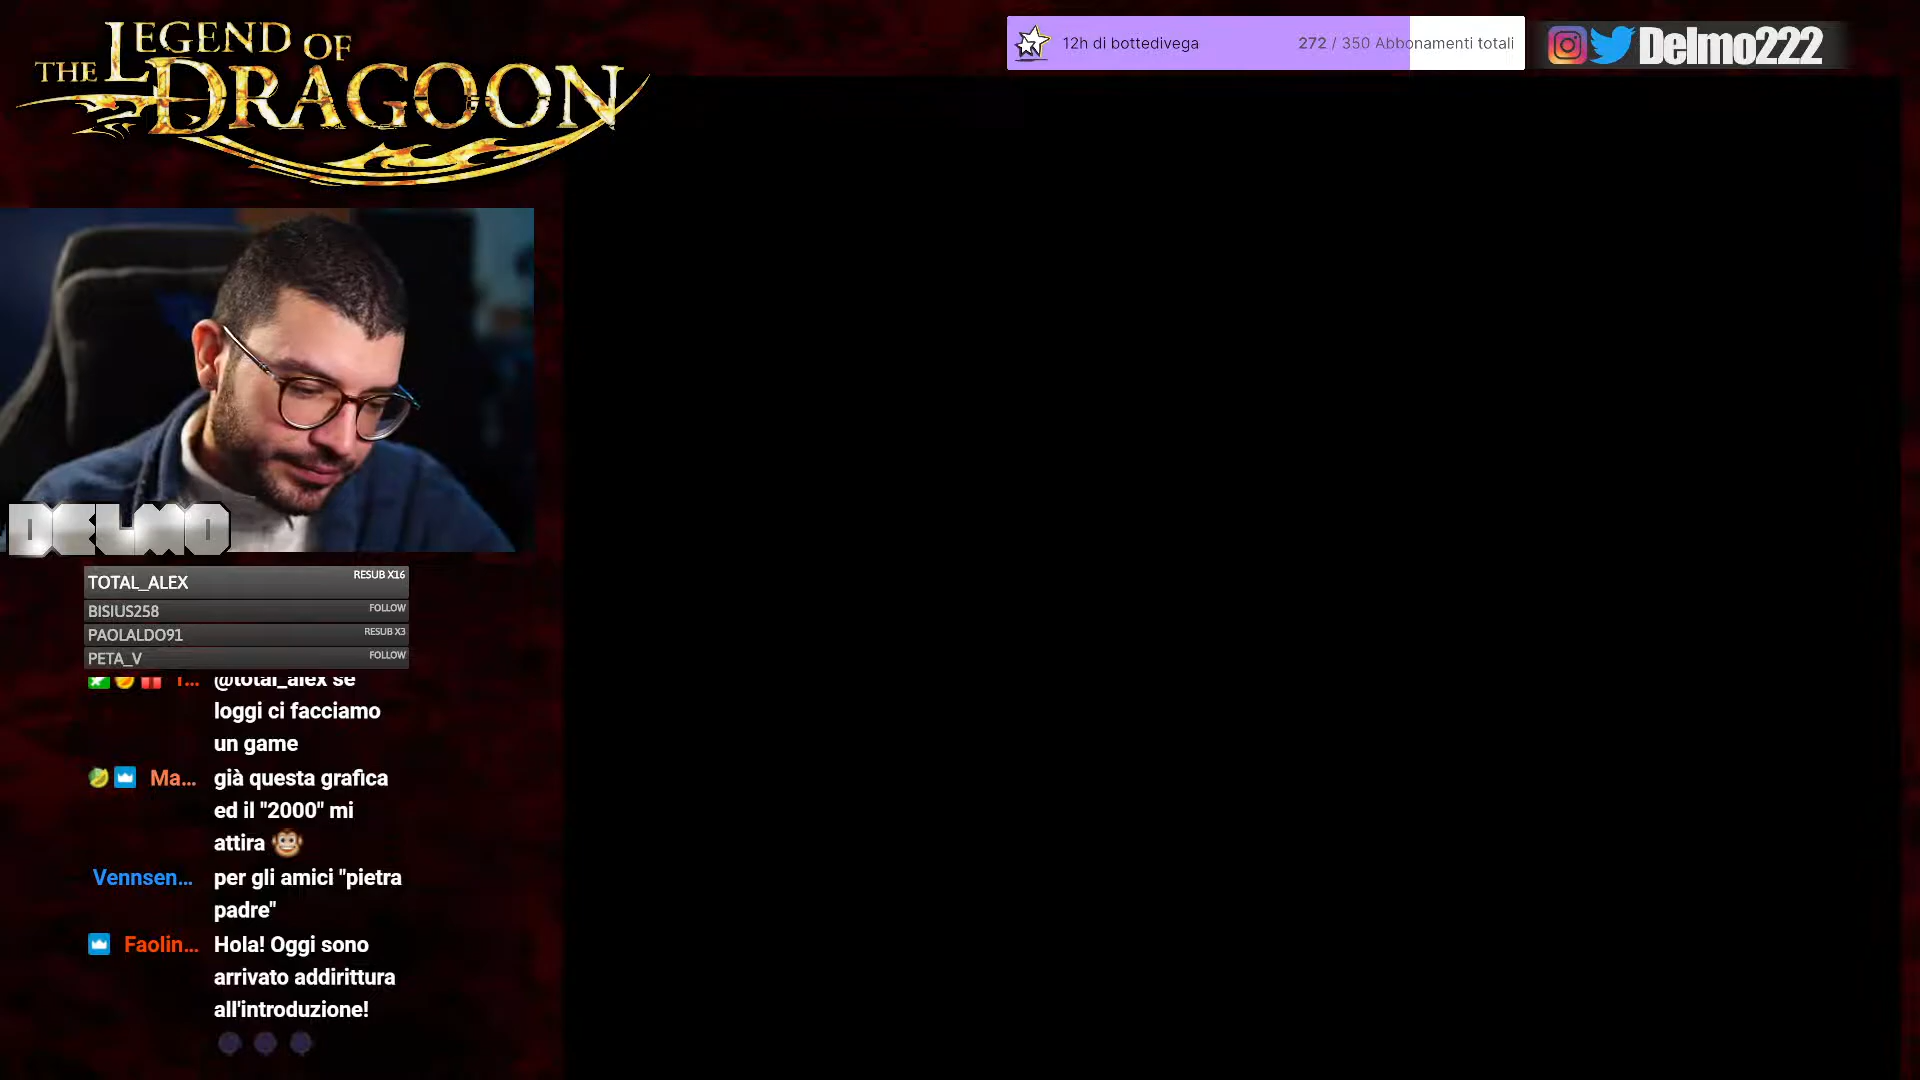 THE LEGEND OF
DRAGOON
12h di bottedivega
272 / 350 Abbonamenti totali
Delmo222
DELMO
TOTAL_ALEX RESUB X16
BISIUS258 FOLLOW
PAOLALDO91 RESUB X3
PETA_V FOLLOW
@total_alex se
loggi ci facciamo
un game
Ma... già questa grafica
ed il "2000" mi
attira
Vennsen... per gli amici "pietra
padre"
Faolin... Hola! Oggi sono
arrivato addirittura
all'introduzione!